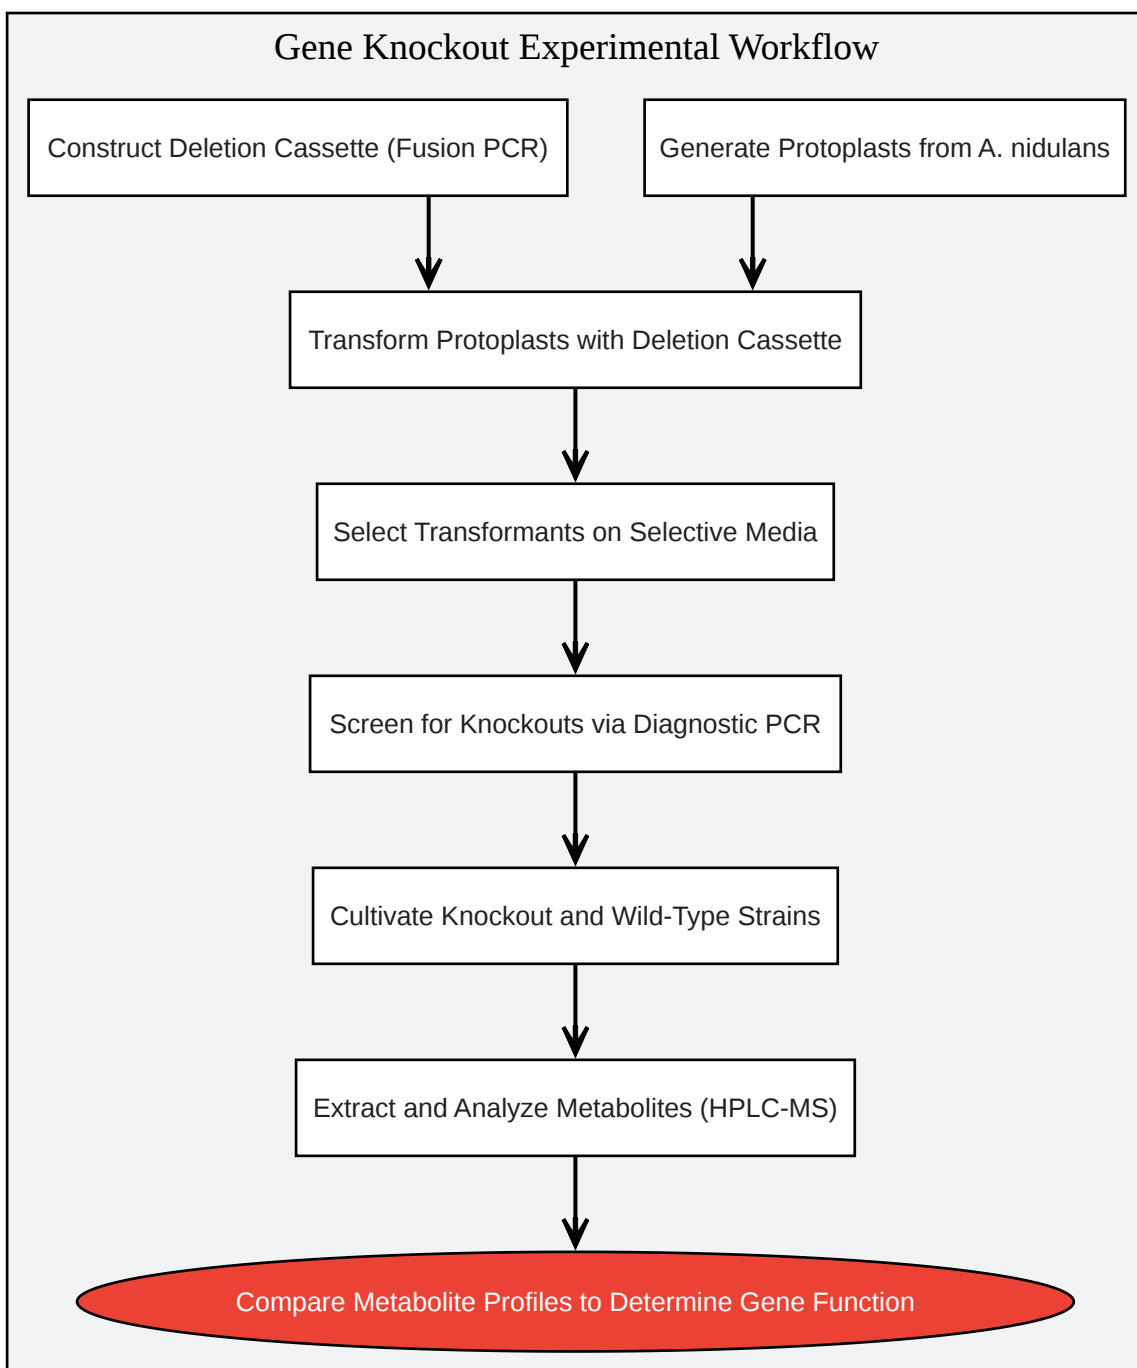 Gene Knockout Experimental Workflow
Construct Deletion Cassette (Fusion PCR)
Generate Protoplasts from A. nidulans
Transform Protoplasts with Deletion Cassette
Select Transformants on Selective Media
Screen for Knockouts via Diagnostic PCR
Cultivate Knockout and Wild-Type Strains
Extract and Analyze Metabolites (HPLC-MS)
Compare Metabolite Profiles to Determine Gene Function